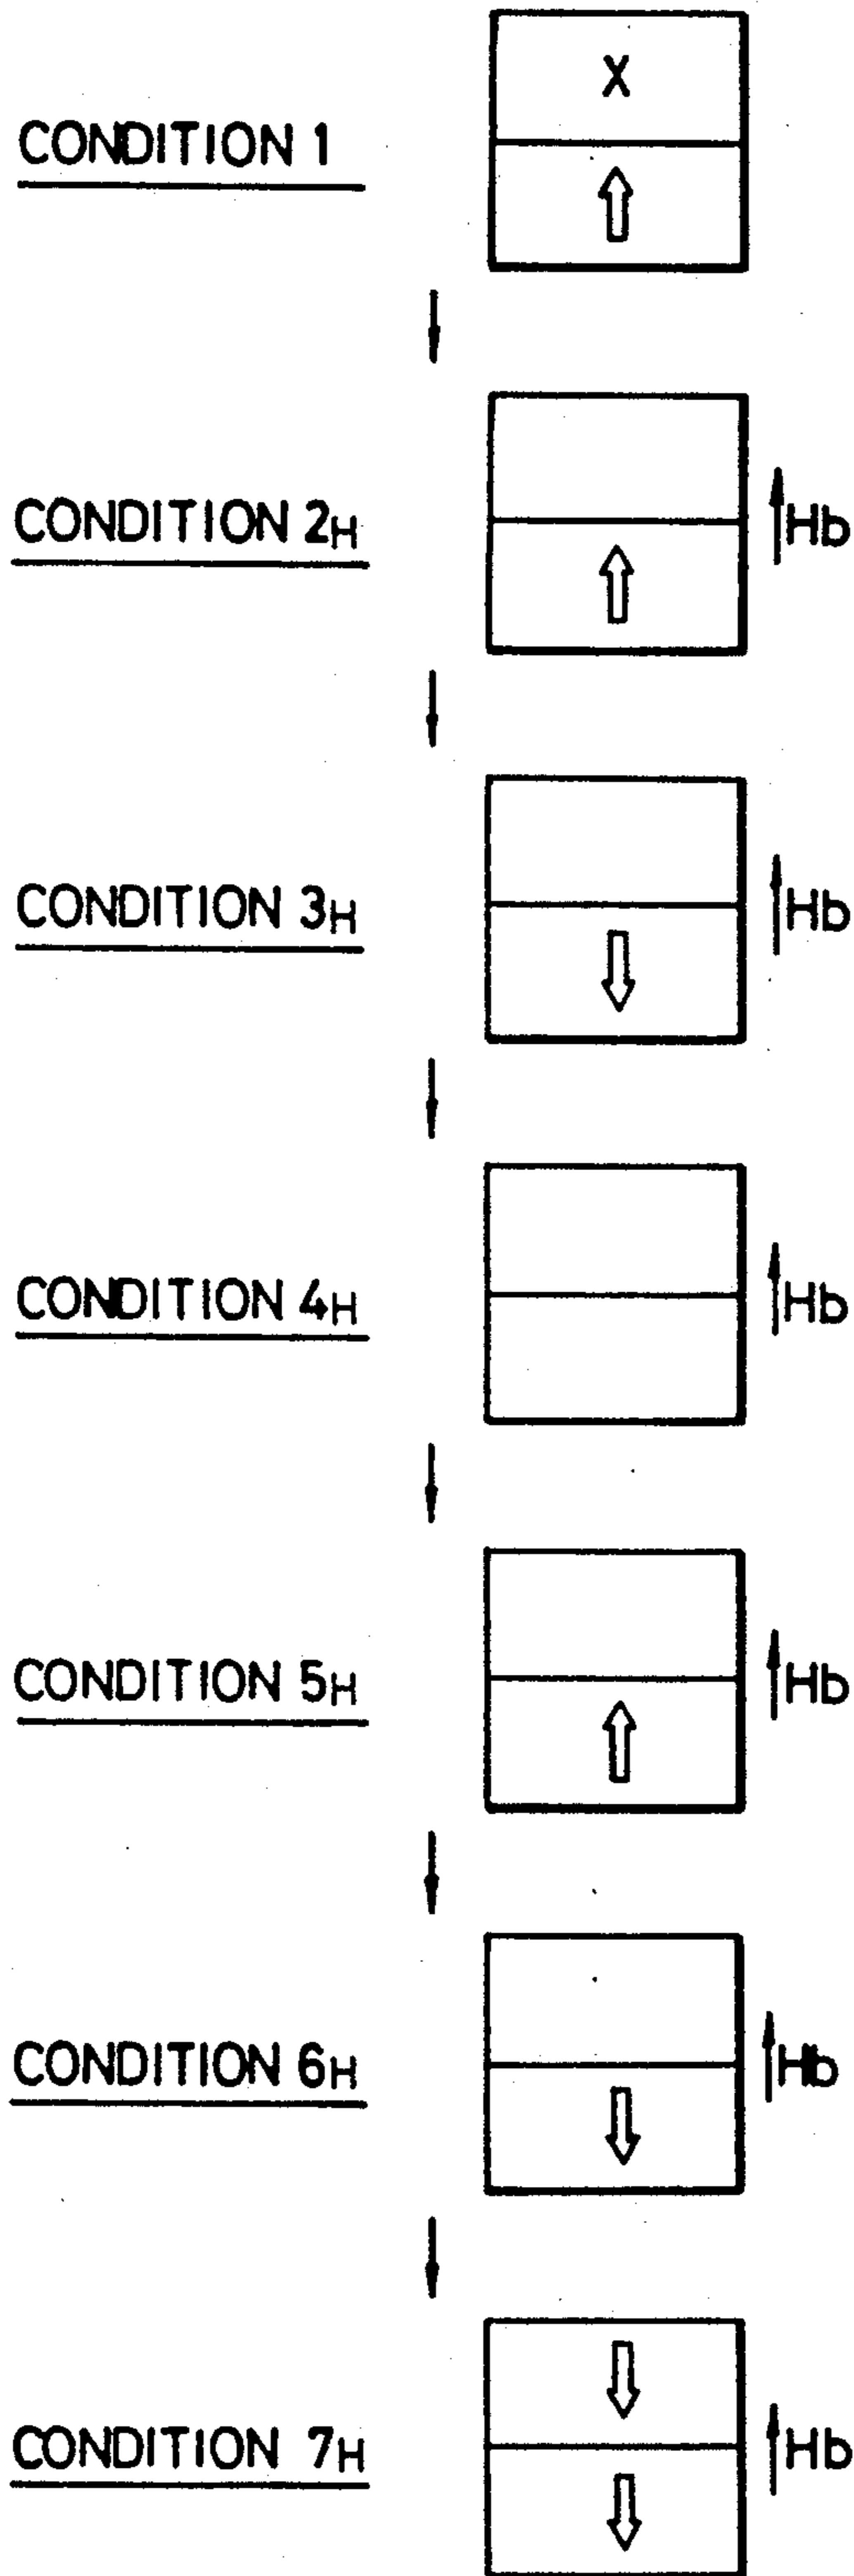 CONDITION 1
X
CONDITION 2H
Hb
CONDITION 3H
Hb
CONDITION 4H
Hb
CONDITION 5H
Hb
CONDITION 6H
Hb
CONDITION 7H
Hb